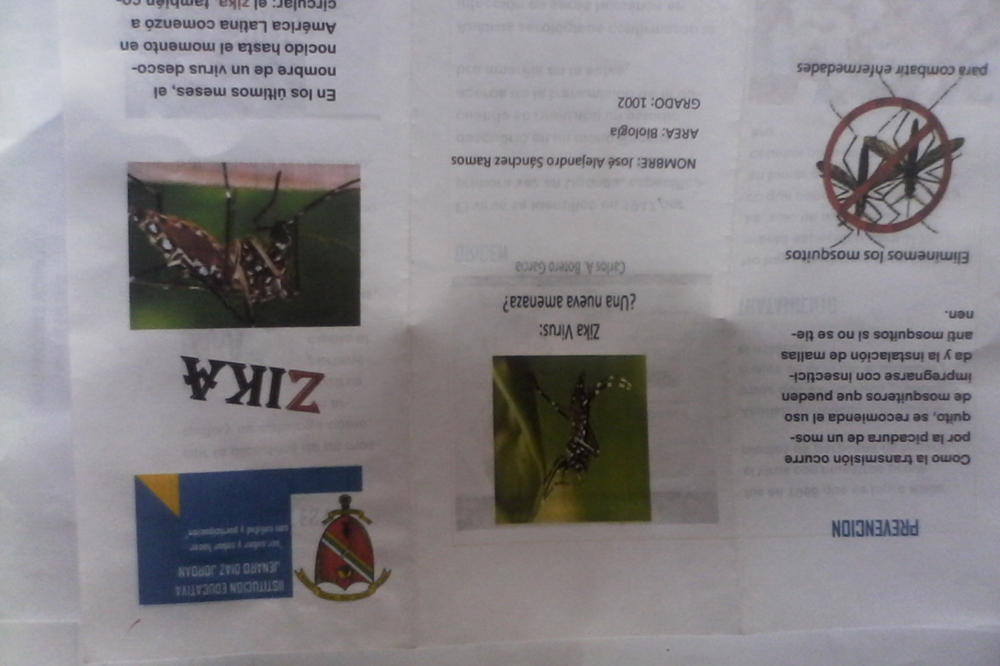 PREVENCION
Como la transmisión ocurre
por la picadura de un mos-
quito, se recomienda el uso
de mosquiteros que pueden
impregnarse con insectici-
da y la instalación de mallas
anti mosquitos si no se tie-
nen.
Eliminemos los mosquitos
para combatir enfermedades
Zika Virus:
¿Una nueva amenaza?
Carlos A. Botero García
NOMBRE: José Alejandro Sánchez Ramos
AREA: Biología
GRADO: 1002
IISTITUCION EDUCATIVA
JENARO DIAZ JORDAN
"ser,saber y saber hacer
con calidad y participacion"
ZIKA
En los últimos meses, el
nombre de un virus desco-
nocido hasta el momento en
América Latina comenzó a
circular: el zika, también co-